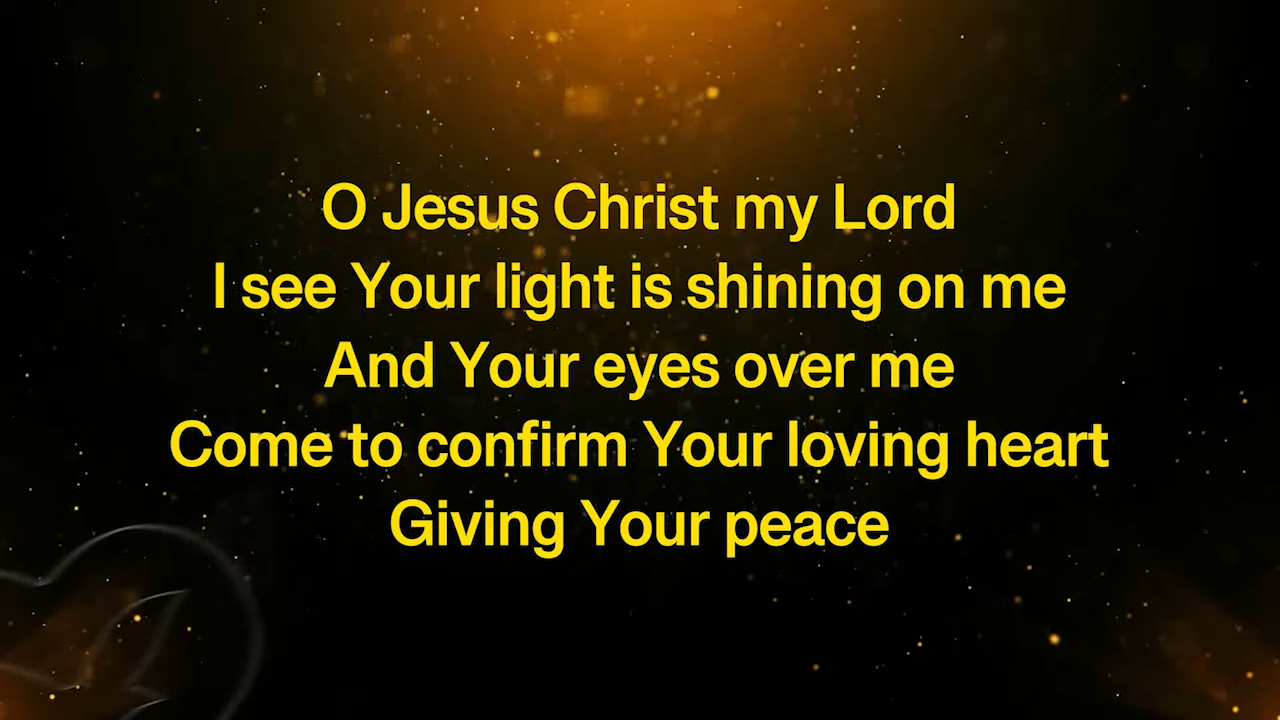 O Jesus Christ my Lord
I see Your light is shining on me
And Your eyes over me
Come to confirm Your loving heart
Giving Your peace